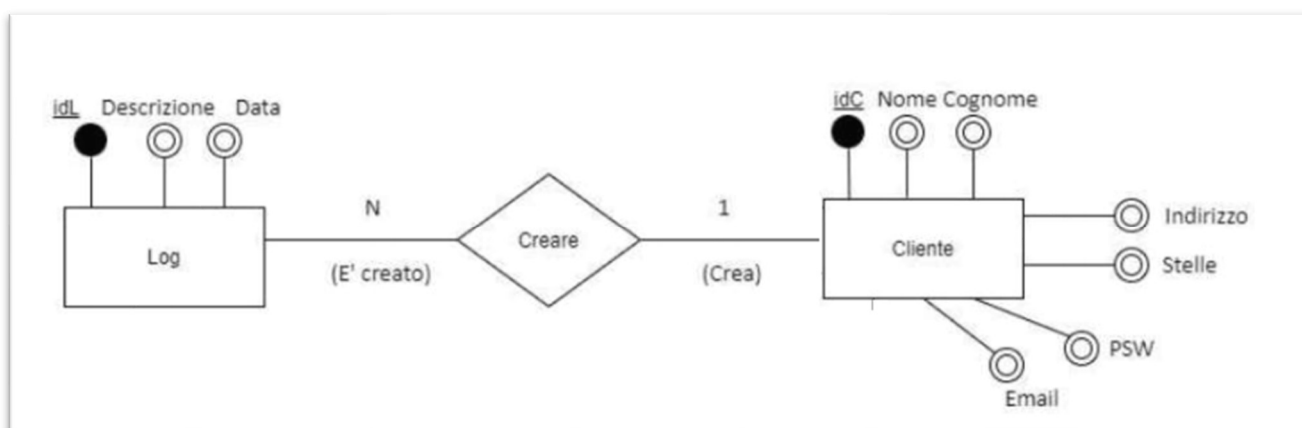 idL Descrizione Data
idC Nome Cognome
N
1
Log
Creare
Cliente
(E' creato)
(Crea)
Indirizzo
Stelle
PSW
Email